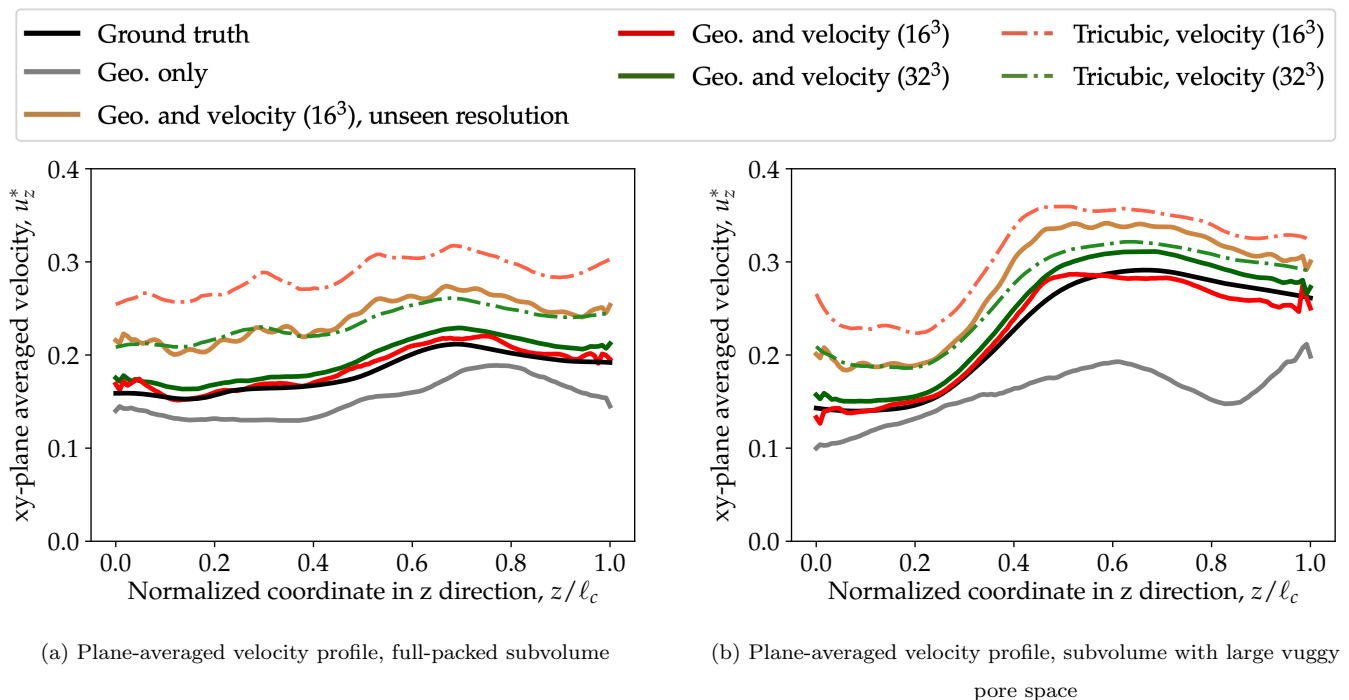 Ground truth
Geo. only
Geo. and velocity (16³), unseen resolution
Geo. and velocity (16³)
Geo. and velocity (32³)
Tricubic, velocity (16³)
Tricubic, velocity (32³)
xy-plane averaged velocity, u*z
0.4
0.3
0.2
0.1
0.0
0.0 0.2 0.4 0.6 0.8 1.0
Normalized coordinate in z direction, z/ℓc
(a) Plane-averaged velocity profile, full-packed subvolume
xy-plane averaged velocity, u*z
0.4
0.3
0.2
0.1
0.0
0.0 0.2 0.4 0.6 0.8 1.0
Normalized coordinate in z direction, z/ℓc
(b) Plane-averaged velocity profile, subvolume with large vuggy
pore space